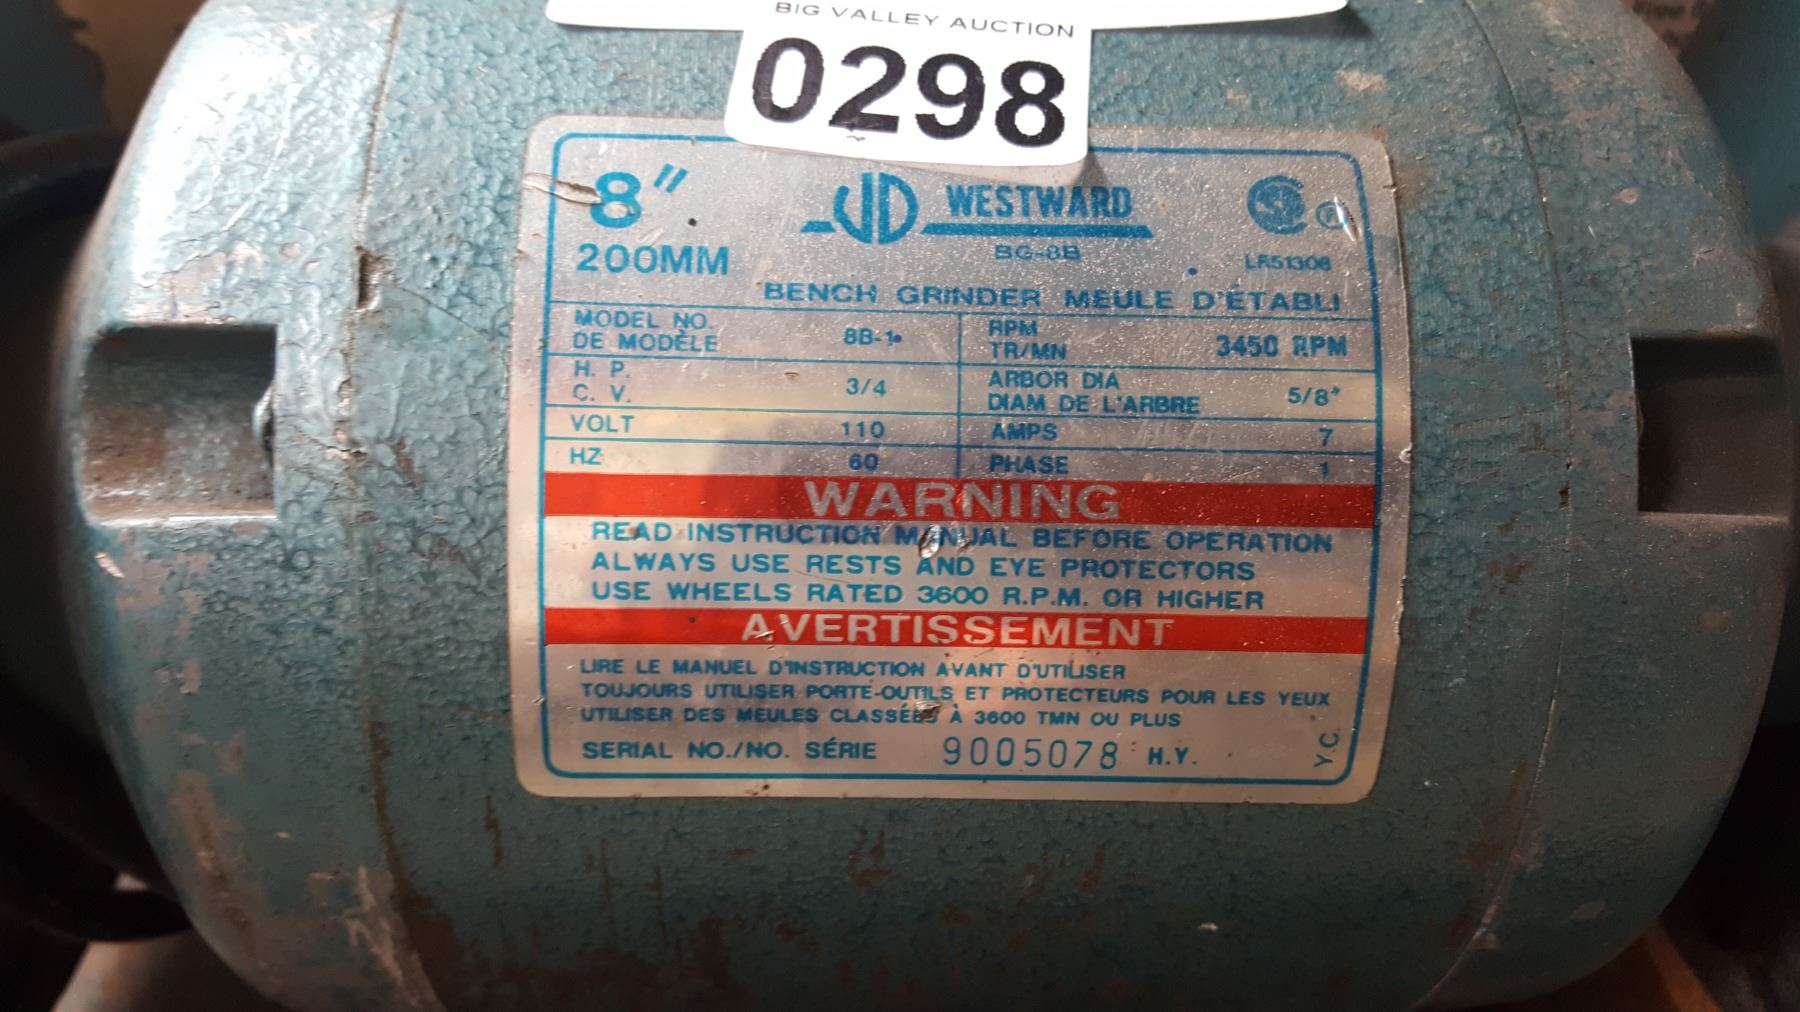 BIG VALLEY AUCTION
0298
8"
200MM
JD WESTWARD
BG-8B
LR51306
BENCH GRINDER MEULE D'ÉTABLI
MODEL NO. 8B-1 RPM 3450 RPM
DE MODÈLE TR/MN
H. P. 3/4 ARBOR DIA 5/8"
C. V. DIAM DE L'ARBRE
VOLT 110 AMPS 7
HZ 60 PHASE 1
WARNING
READ INSTRUCTION MANUAL BEFORE OPERATION
ALWAYS USE RESTS AND EYE PROTECTORS
USE WHEELS RATED 3600 R.P.M. OR HIGHER
AVERTISSEMENT
LIRE LE MANUEL D'INSTRUCTION AVANT D'UTILISER
TOUJOURS UTILISER PORTE-OUTILS ET PROTECTEURS POUR LES YEUX
UTILISER DES MEULES CLASSÉES À 3600 TMN OU PLUS
SERIAL NO./NO. SÉRIE 9005078 H.Y.
Y.C.